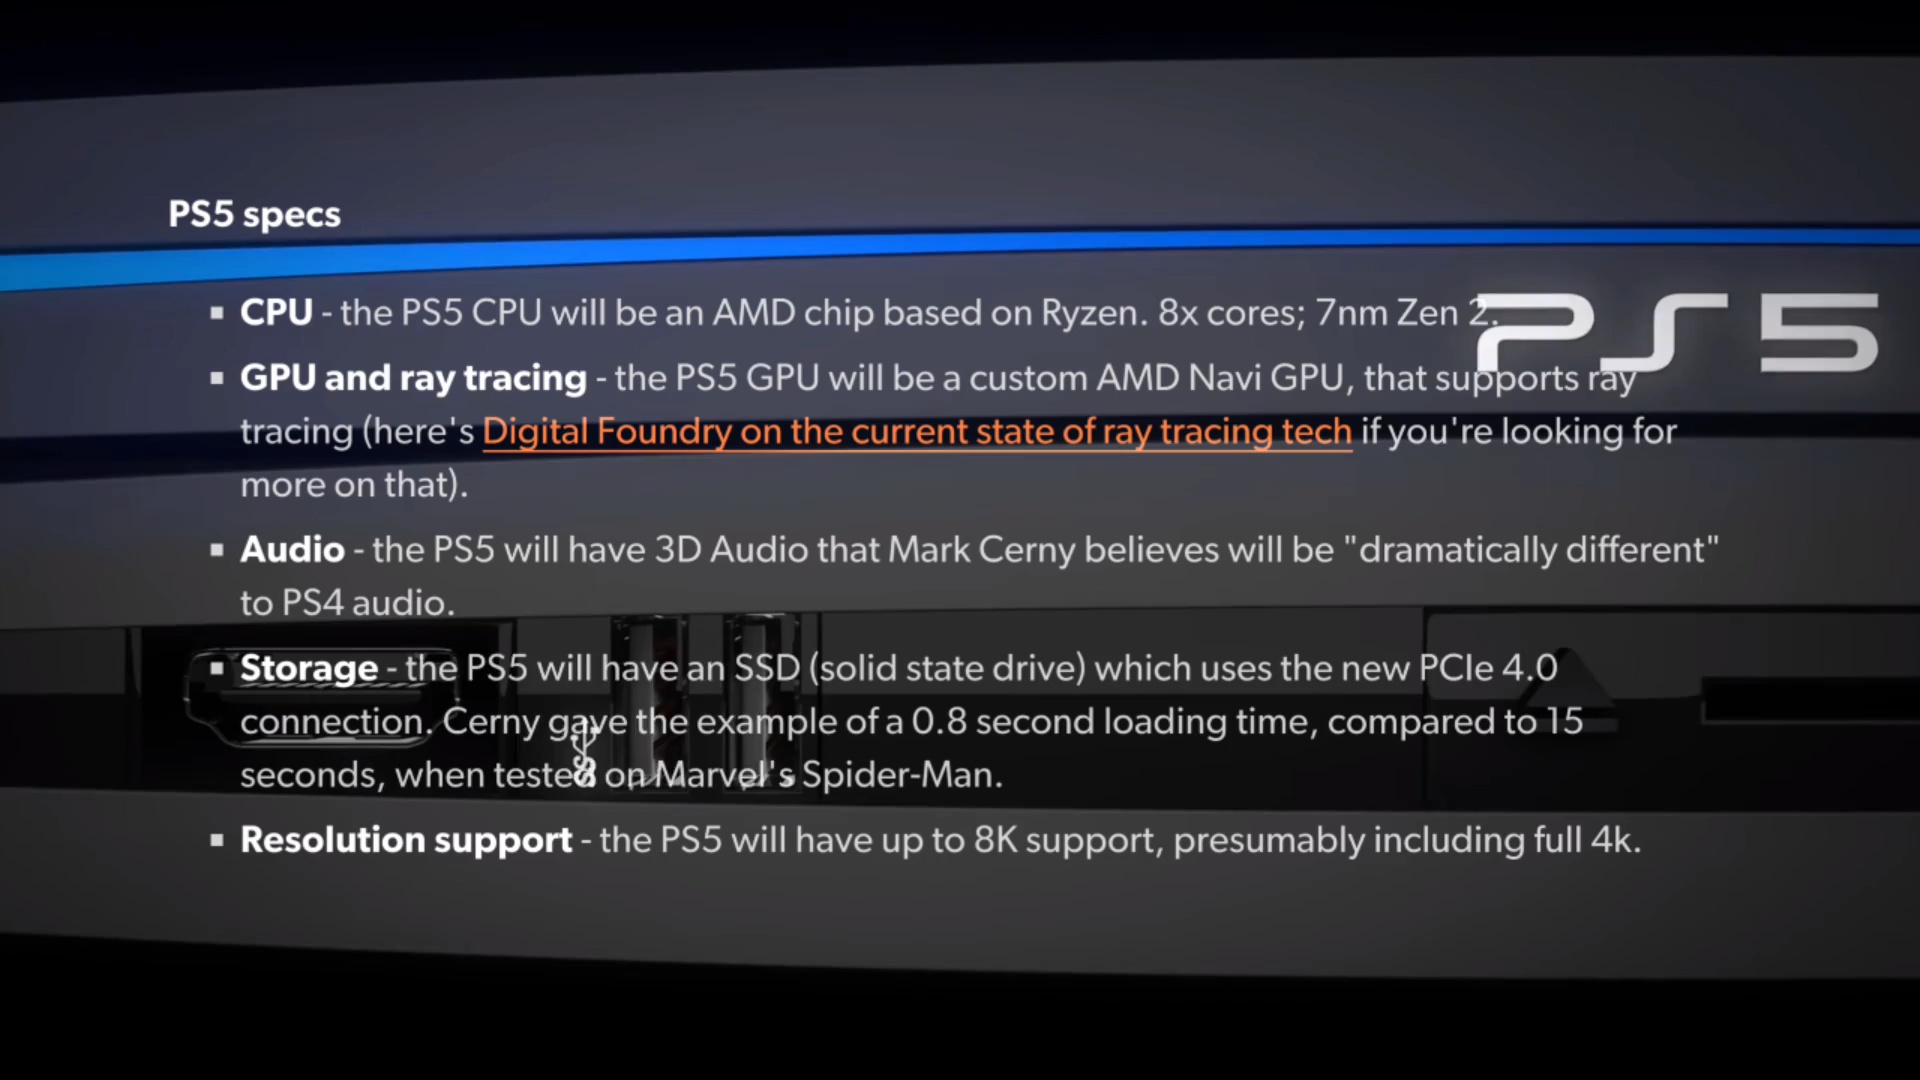 PS5 specs
▪ CPU - the PS5 CPU will be an AMD chip based on Ryzen. 8x cores; 7nm Zen 2.
PS5
▪ GPU and ray tracing - the PS5 GPU will be a custom AMD Navi GPU, that supports ray
tracing (here's Digital Foundry on the current state of ray tracing tech if you're looking for
more on that).
▪ Audio - the PS5 will have 3D Audio that Mark Cerny believes will be "dramatically different"
to PS4 audio.
▪ Storage - the PS5 will have an SSD (solid state drive) which uses the new PCIe 4.0
connection. Cerny gave the example of a 0.8 second loading time, compared to 15
seconds, when tested on Marvel's Spider-Man.
▪ Resolution support - the PS5 will have up to 8K support, presumably including full 4k.